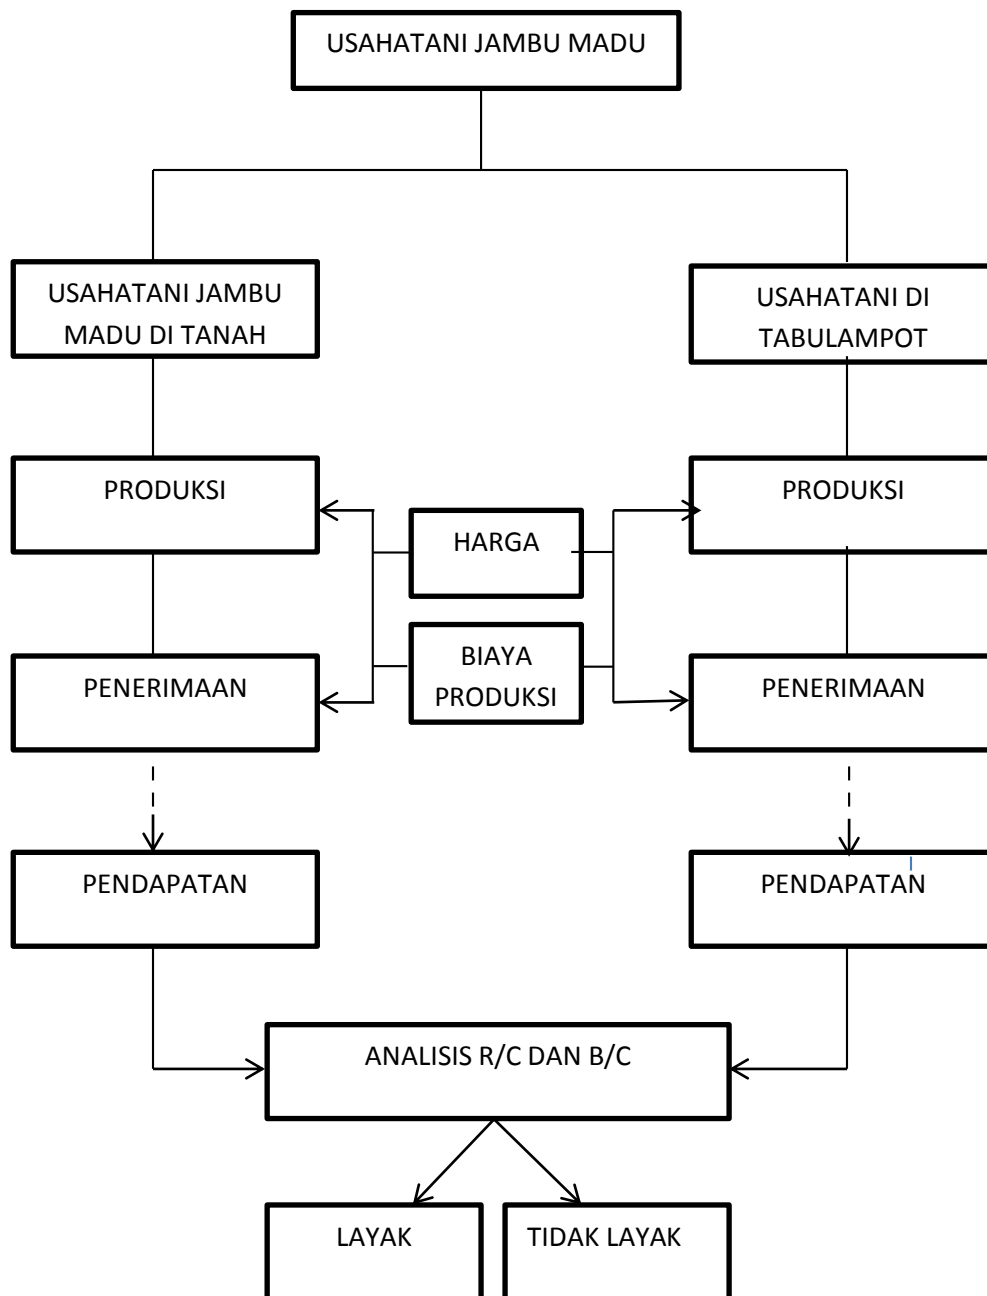 USAHATANI JAMBU MADU
USAHATANI JAMBU
MADU DI TANAH
USAHATANI DI
TABULAMPOT
PRODUKSI
PRODUKSI
HARGA
BIAYA
PRODUKSI
PENERIMAAN
PENERIMAAN
PENDAPATAN
PENDAPATAN
ANALISIS R/C DAN B/C
LAYAK
TIDAK LAYAK